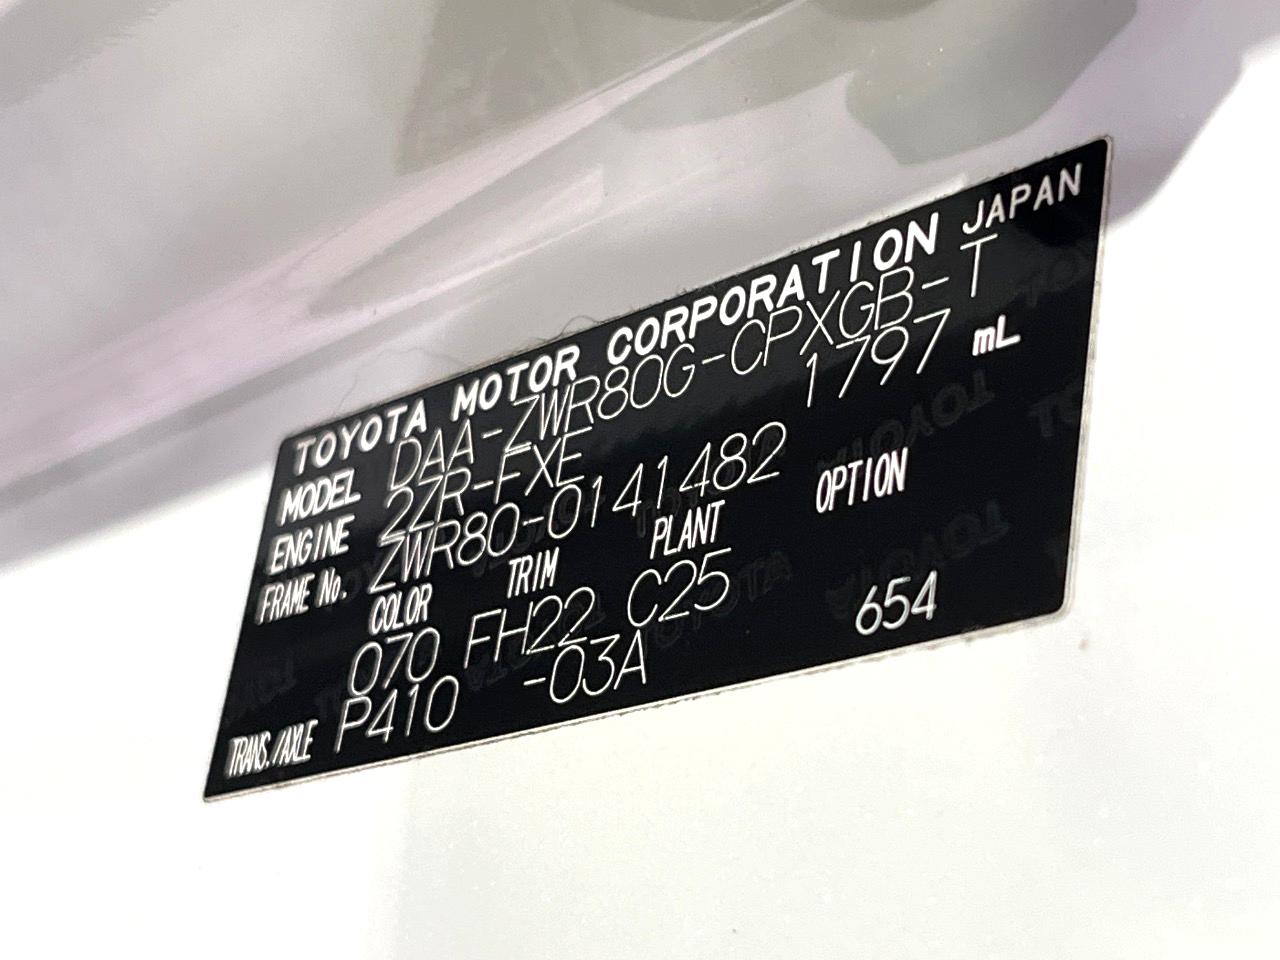 TOYOTA MOTOR CORPORATION JAPAN
MODEL DAA-ZWR80G-CPXGB-T
ENGINE 2ZR-FXE 1797 mL
FRAME No. ZWR80-0141482
COLOR TRIM PLANT OPTION
070 FH22 C25
TRANS./AXLE P410 -03A 654